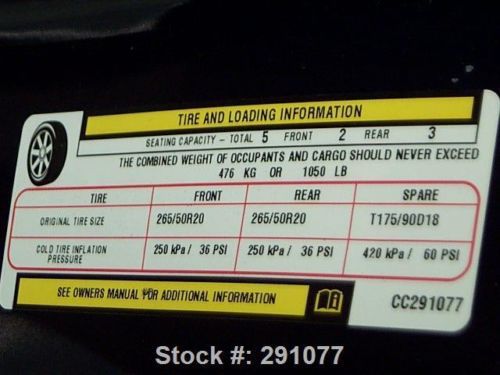 TIRE AND LOADING INFORMATION
SEATING CAPACITY - TOTAL 5 FRONT 2 REAR 3
THE COMBINED WEIGHT OF OCCUPANTS AND CARGO SHOULD NEVER EXCEED
476 KG OR 1050 LB
TIRE FRONT REAR SPARE
ORIGINAL TIRE SIZE 265/50R20 265/50R20 T175/90D18
COLD TIRE INFLATION PRESSURE 250 kPa / 36 PSI 250 kPa / 36 PSI 420 kPa / 60 PSI
SEE OWNERS MANUAL FOR ADDITIONAL INFORMATION
CC291077
Stock #: 291077